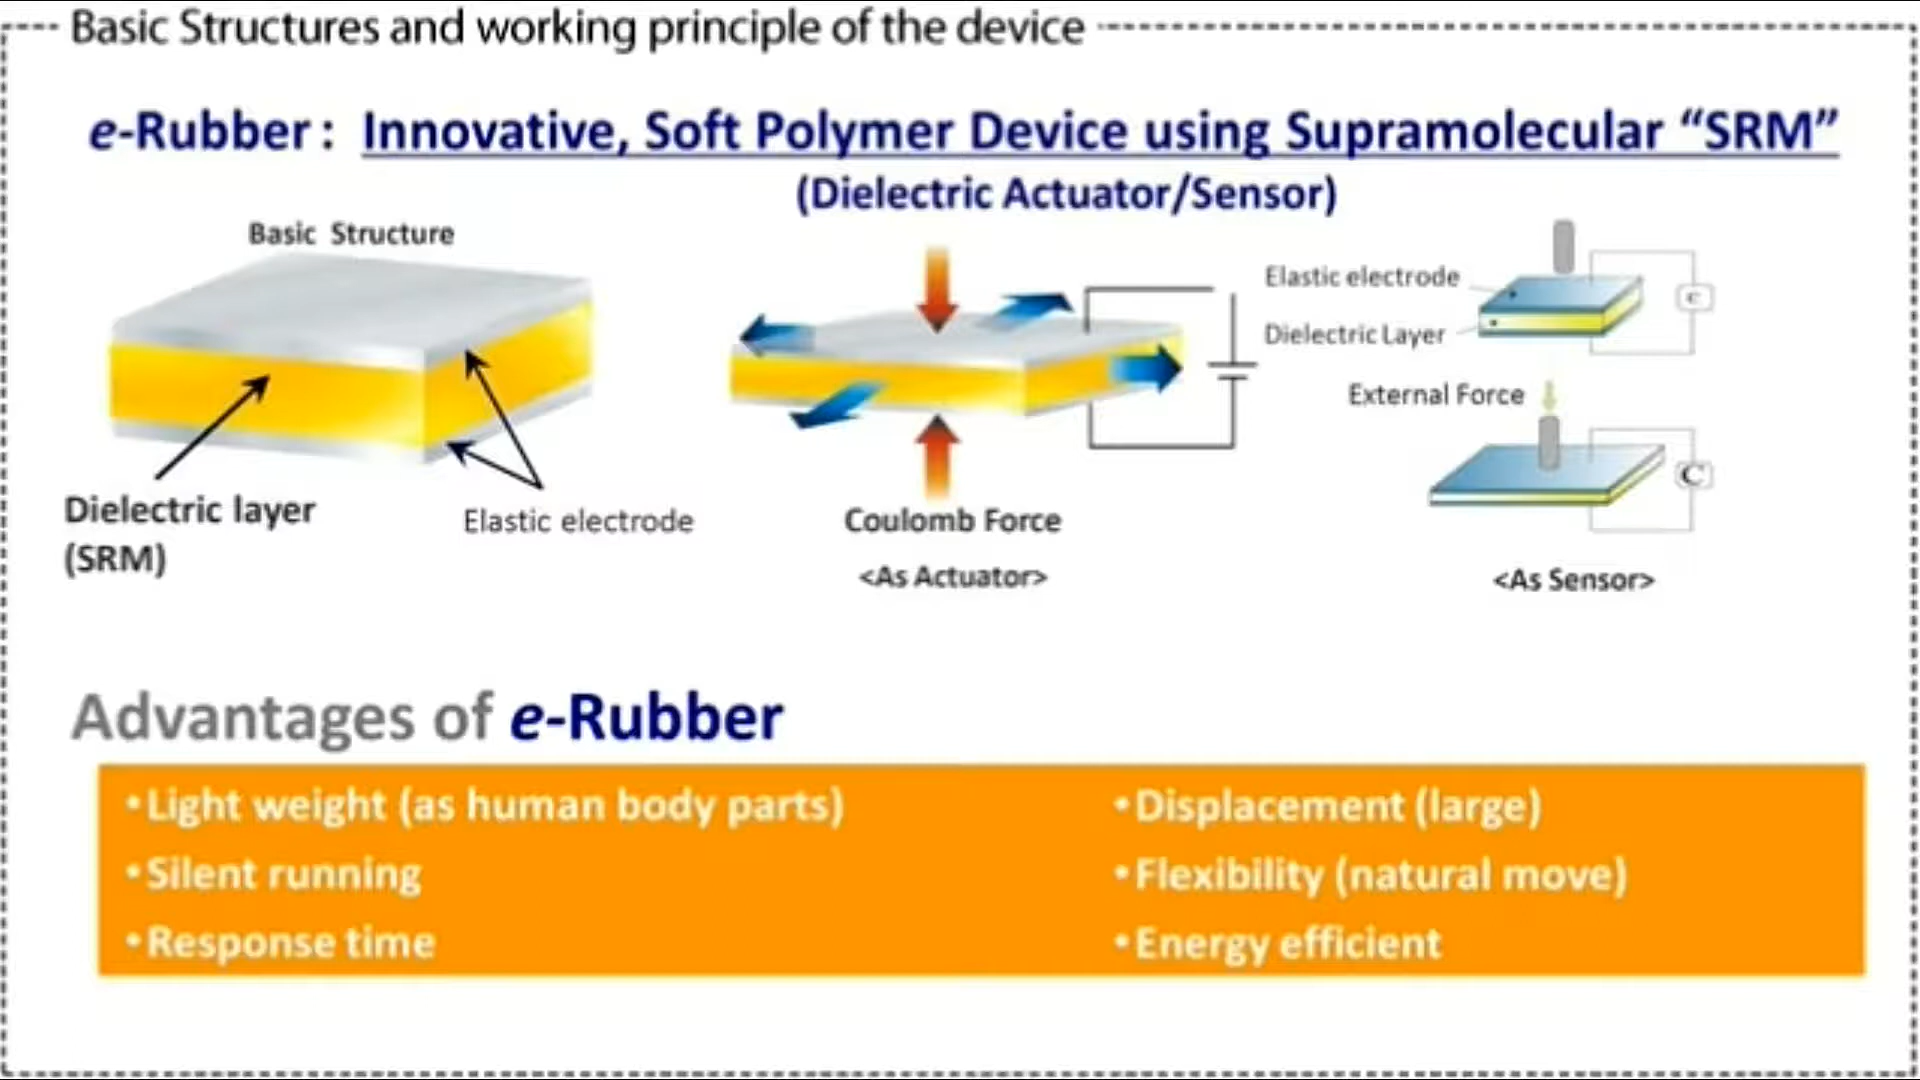 Basic Structures and working principle of the device
e-Rubber : Innovative, Soft Polymer Device using Supramolecular “SRM”
(Dielectric Actuator/Sensor)
Basic Structure
Dielectric layer
(SRM)
Elastic electrode
Coulomb Force
<As Actuator>
Elastic electrode
Dielectric Layer
C
External Force
C
<As Sensor>
Advantages of e-Rubber
•Light weight (as human body parts)
•Silent running
•Response time
•Displacement (large)
•Flexibility (natural move)
•Energy efficient